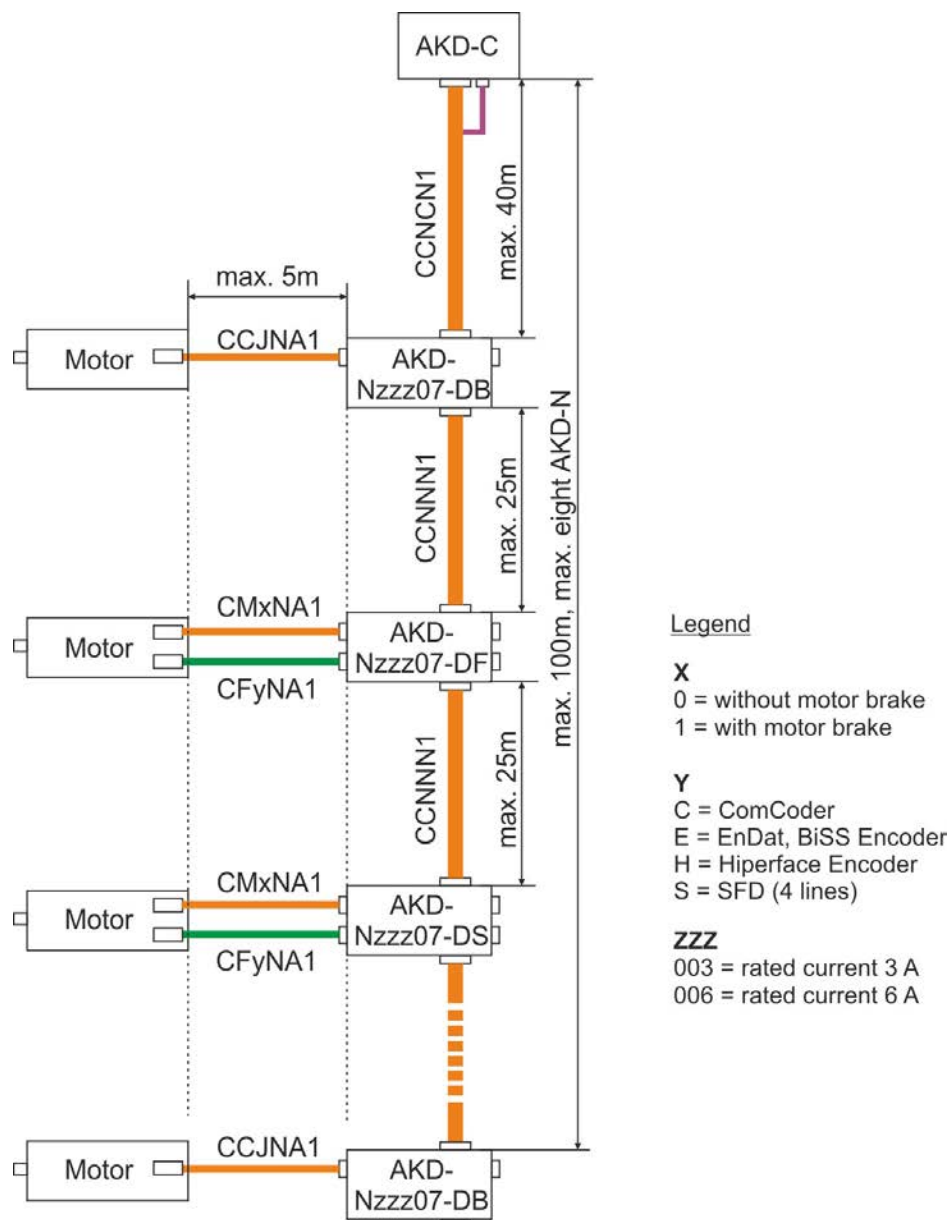 AKD-C
CCNCN1
max. 40m
max. 5m
CCJNA1
Motor
AKD-
Nzzz07-DB
CCNNN1
max. 25m
max. 100m, max. eight AKD-N
CMxNA1
Motor
CFyNA1
AKD-
Nzzz07-DF
CCNNN1
max. 25m
CMxNA1
Motor
CFyNA1
AKD-
Nzzz07-DS
CCJNA1
Motor
AKD-
Nzzz07-DB
Legend
X
0 = without motor brake
1 = with motor brake
Y
C = ComCoder
E = EnDat, BiSS Encoder
H = Hiperface Encoder
S = SFD (4 lines)
ZZZ
003 = rated current 3 A
006 = rated current 6 A